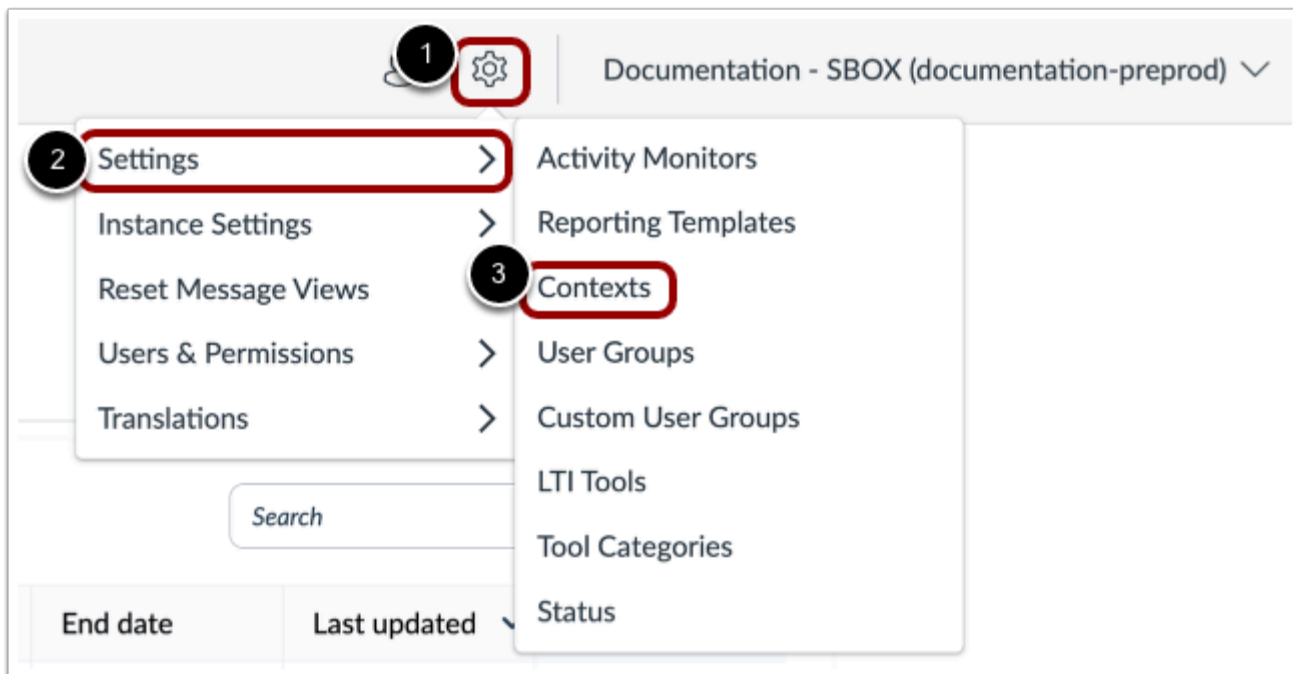 1
Documentation - SBOX (documentation-preprod)
2
Settings
Instance Settings
Reset Message Views
Users & Permissions
Translations
Activity Monitors
Reporting Templates
3
Contexts
User Groups
Custom User Groups
LTI Tools
Tool Categories
Status
Search
End date
Last updated